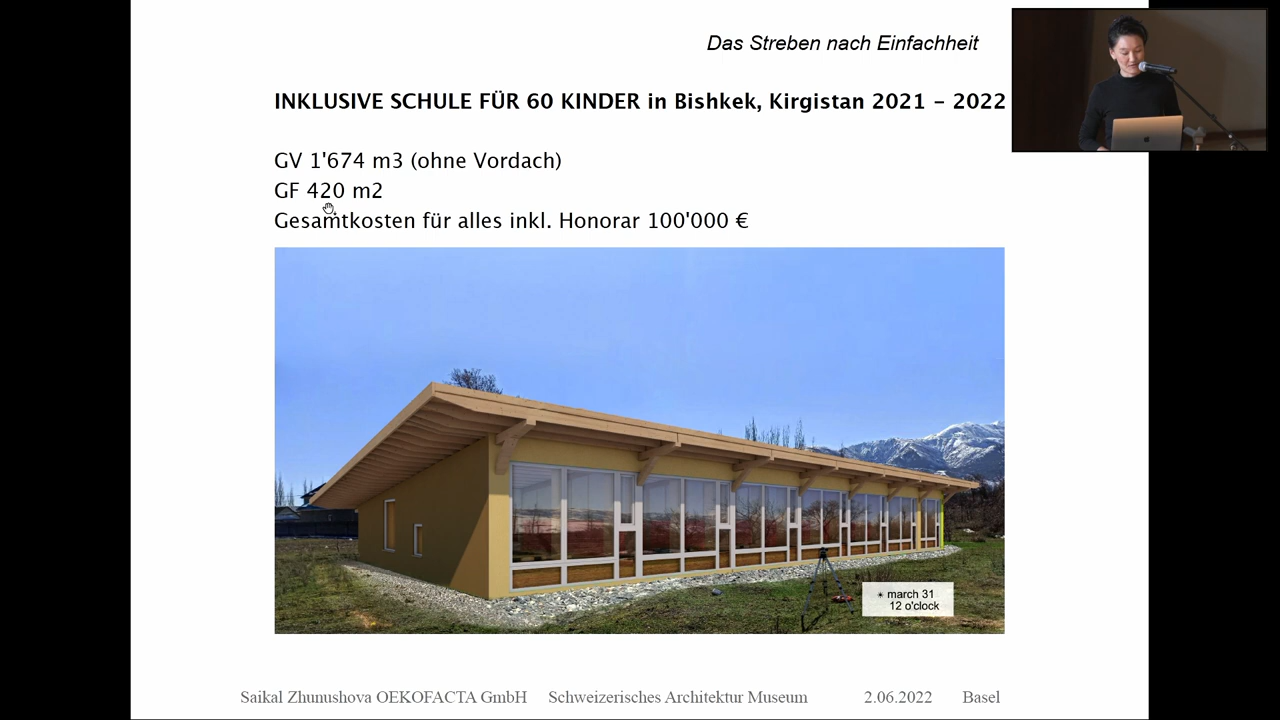 Das Streben nach Einfachheit
INKLUSIVE SCHULE FÜR 60 KINDER in Bishkek, Kirgistan 2021 – 2022
GV 1'674 m3 (ohne Vordach)
GF 420 m2
Gesamtkosten für alles inkl. Honorar 100'000 €
☀ march 31
12 o'clock
Saikal Zhunushova OEKOFACTA GmbH Schweizerisches Architektur Museum 2.06.2022 Basel